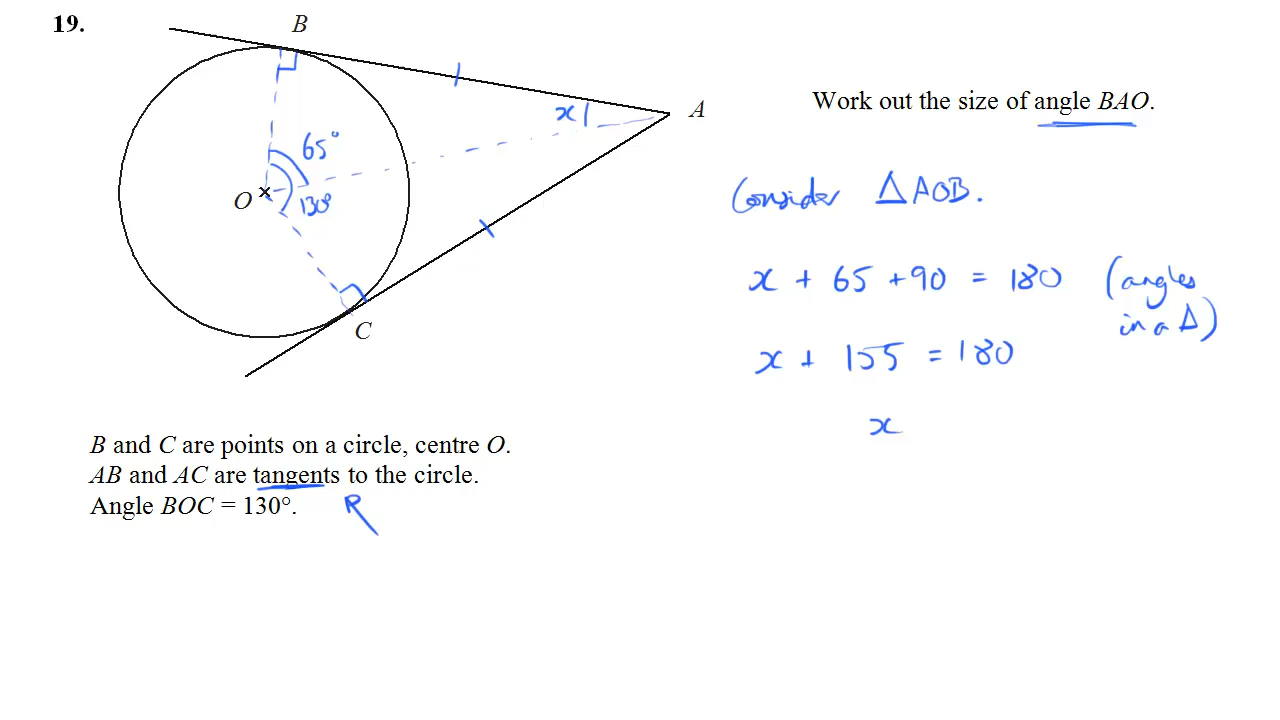 19.
B
A
x
65°
O
130°
C
B and C are points on a circle, centre O.
AB and AC are tangents to the circle.
Angle BOC = 130°.
Work out the size of angle BAO.
Consider △AOB.
x + 65 + 90 = 180 (angles
in a △)
x + 155 = 180
x